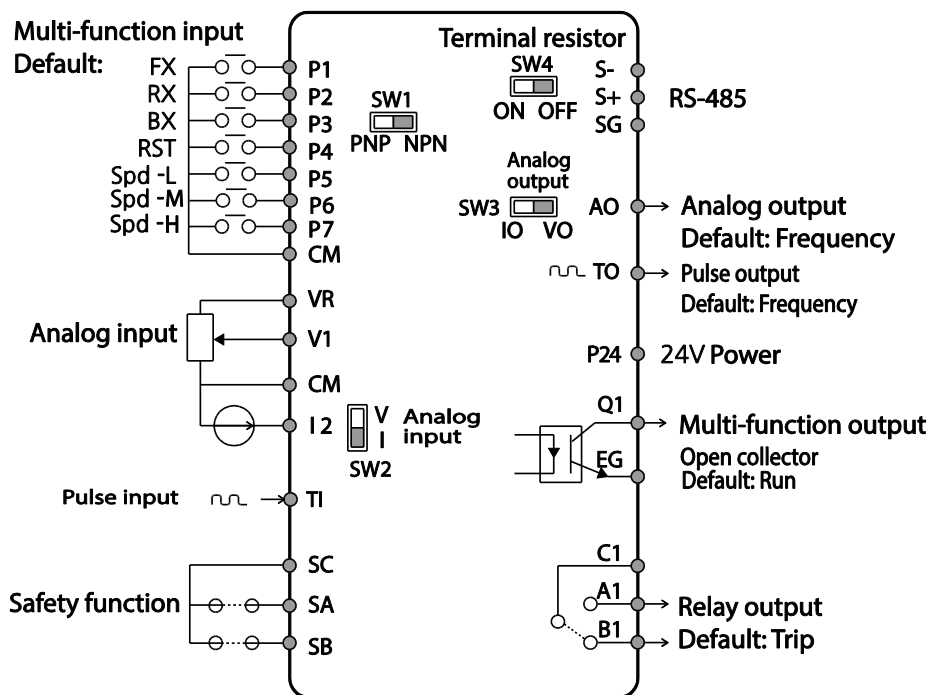 Multi-function input
Default:
FX
RX
BX
RST
Spd -L
Spd -M
Spd -H
P1
P2
P3
P4
P5
P6
P7
CM
SW1
PNP NPN
Analog input
VR
V1
CM
I 2
V
I
SW2
Analog
input
Pulse input
TI
Safety function
SC
SA
SB
Terminal resistor
SW4
ON OFF
S-
S+
SG
RS-485
Analog
output
SW3
IO VO
AO
Analog output
Default: Frequency
TO
Pulse output
Default: Frequency
P24
24V Power
Q1
EG
Multi-function output
Open collector
Default: Run
C1
A1
B1
Relay output
Default: Trip